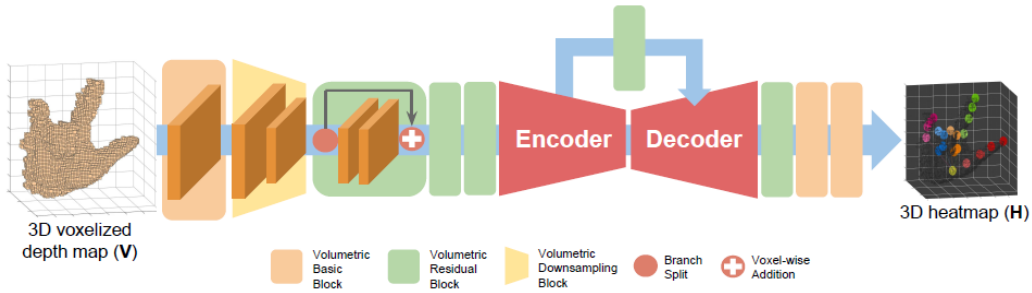 Encoder
Decoder
3D voxelized
depth map (V)
3D heatmap (H)
Volumetric
Basic
Block
Volumetric
Residual
Block
Volumetric
Downsampling
Block
Branch
Split
Voxel-wise
Addition